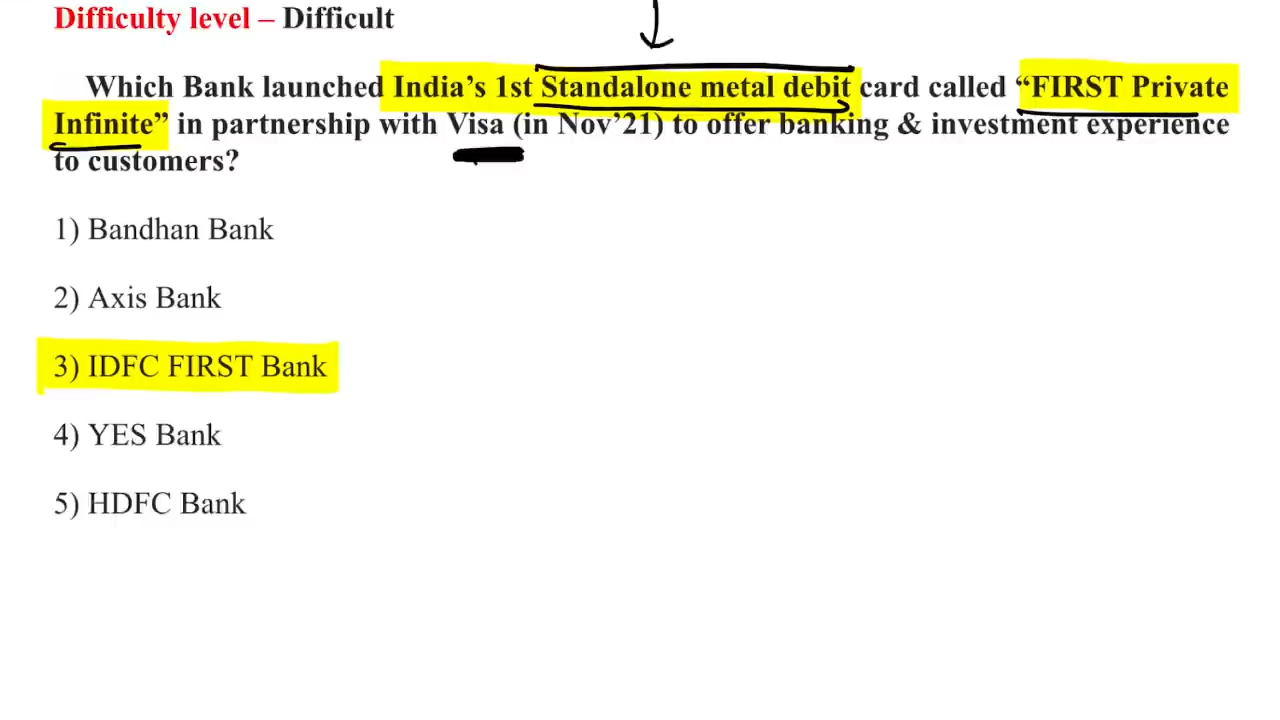 Difficulty level – Difficult
Which Bank launched India’s 1st Standalone metal debit card called “FIRST Private
Infinite” in partnership with Visa (in Nov’21) to offer banking & investment experience
to customers?
1) Bandhan Bank
2) Axis Bank
3) IDFC FIRST Bank
4) YES Bank
5) HDFC Bank